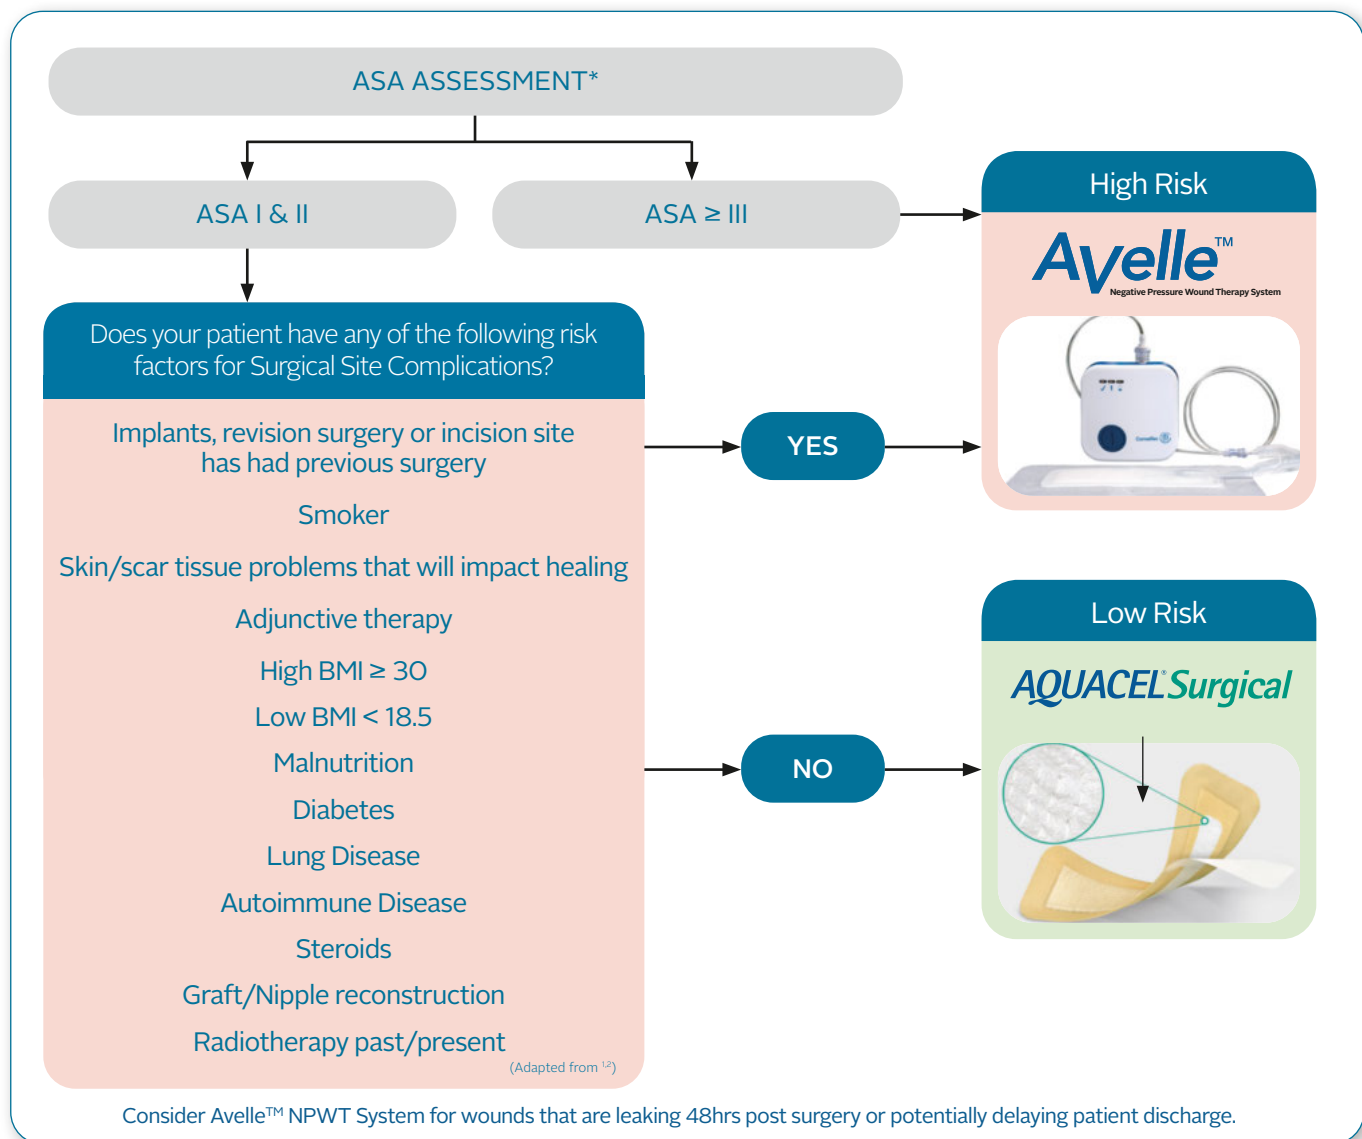 ASA ASSESSMENT*
ASA I & II
ASA ≥ III
High Risk
Avelle™
Negative Pressure Wound Therapy System
Does your patient have any of the following risk
factors for Surgical Site Complications?
Implants, revision surgery or incision site
has had previous surgery
Smoker
Skin/scar tissue problems that will impact healing
Adjunctive therapy
High BMI ≥ 30
Low BMI < 18.5
Malnutrition
Diabetes
Lung Disease
Autoimmune Disease
Steroids
Graft/Nipple reconstruction
Radiotherapy past/present
(Adapted from 1,2)
YES
NO
ConvaTec
Low Risk
AQUACEL® Surgical
Consider Avelle™ NPWT System for wounds that are leaking 48hrs post surgery or potentially delaying patient discharge.